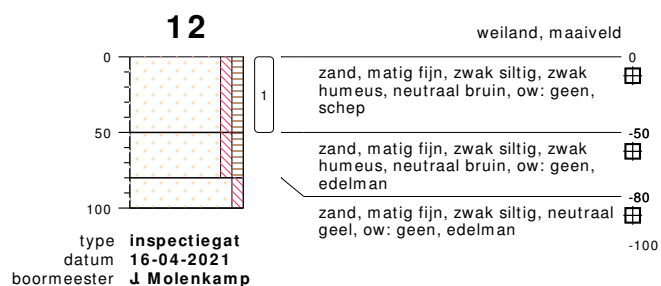 12
weiland, maaiveld
0
0
zand, matig fijn, zwak siltig, zwak
humeus, neutraal bruin, ow: geen,
schep
1
50
-50
zand, matig fijn, zwak siltig, zwak
humeus, neutraal bruin, ow: geen,
edelman
-80
zand, matig fijn, zwak siltig, neutraal
geel, ow: geen, edelman
100
-100
type inspectiegat
datum 16-04-2021
boormeester J. Molenkamp